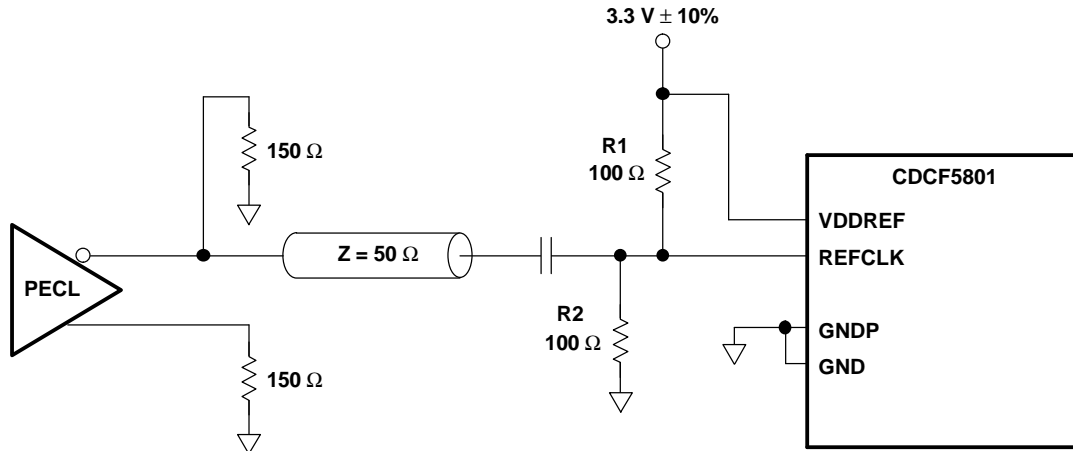 3.3 V ± 10%
150 Ω
R1
100 Ω
CDCF5801
VDDREF
Z = 50 Ω
REFCLK
PECL
R2
100 Ω
GNDP
GND
150 Ω